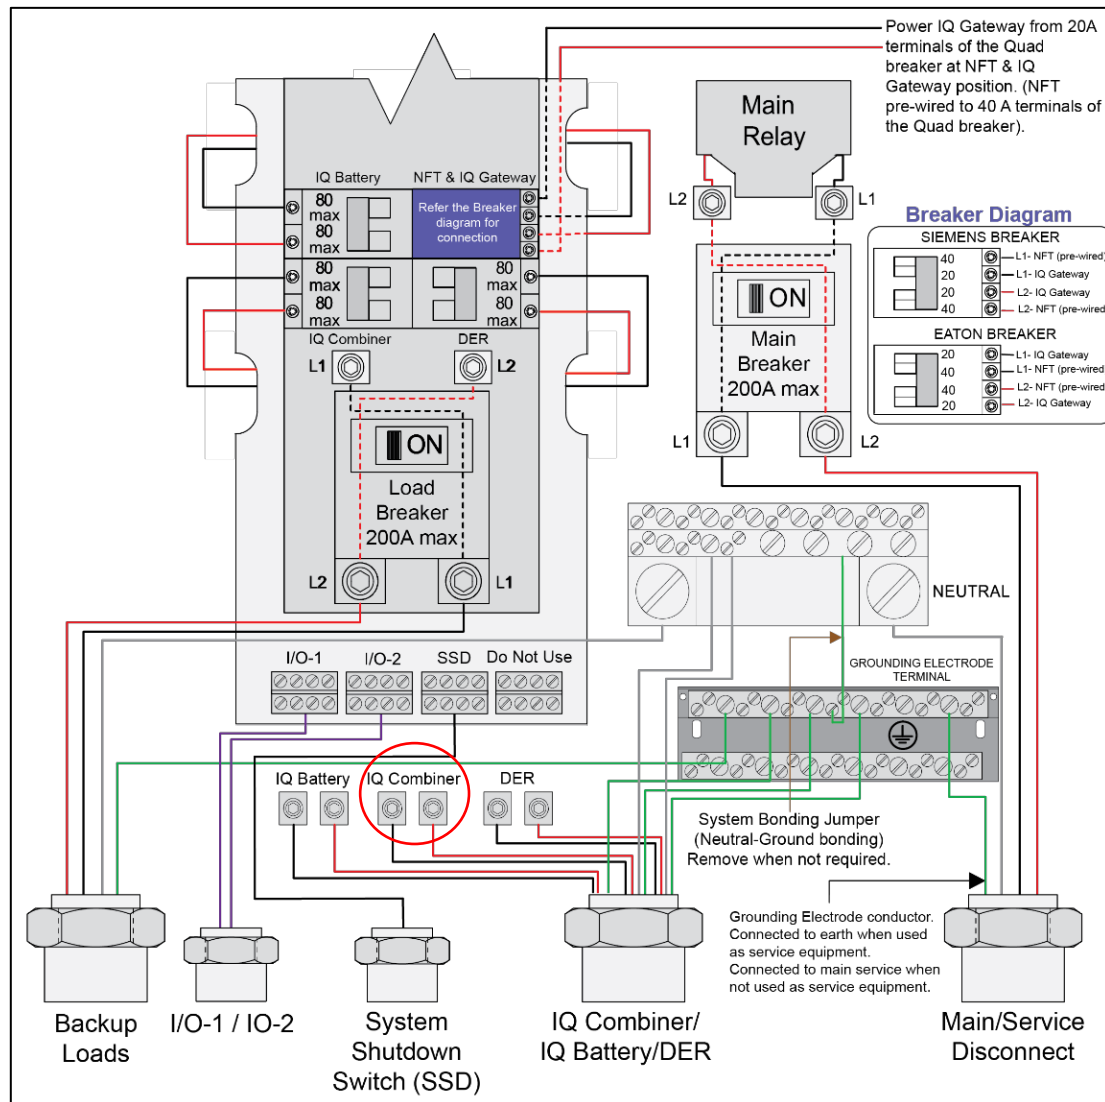 Power IQ Gateway from 20A
terminals of the Quad
breaker at NFT & IQ
Gateway position. (NFT
pre-wired to 40 A terminals of
the Quad breaker).
Main
Relay
IQ Battery
NFT & IQ Gateway
80
max
80
max
Refer the Breaker
diagram for
connection
80
max
80
max
80
max
80
max
IQ Combiner
DER
L1
L2
ON
Load
Breaker
200A max
L2
L1
L2
L1
ON
Main
Breaker
200A max
L1
L2
Breaker Diagram
SIEMENS BREAKER
40
L1- NFT (pre-wired)
20
L1- IQ Gateway
20
L2- IQ Gateway
40
L2- NFT (pre-wired)
EATON BREAKER
20
L1- IQ Gateway
40
L1- NFT (pre-wired)
40
L2- NFT (pre-wired)
20
L2- IQ Gateway
NEUTRAL
GROUNDING ELECTRODE
TERMINAL
I/O-1
I/O-2
SSD
Do Not Use
IQ Battery
IQ Combiner
DER
System Bonding Jumper
(Neutral-Ground bonding)
Remove when not required.
Grounding Electrode conductor.
Connected to earth when used
as service equipment.
Connected to main service when
not used as service equipment.
Backup
Loads
I/O-1 / IO-2
System
Shutdown
Switch (SSD)
IQ Combiner/
IQ Battery/DER
Main/Service
Disconnect